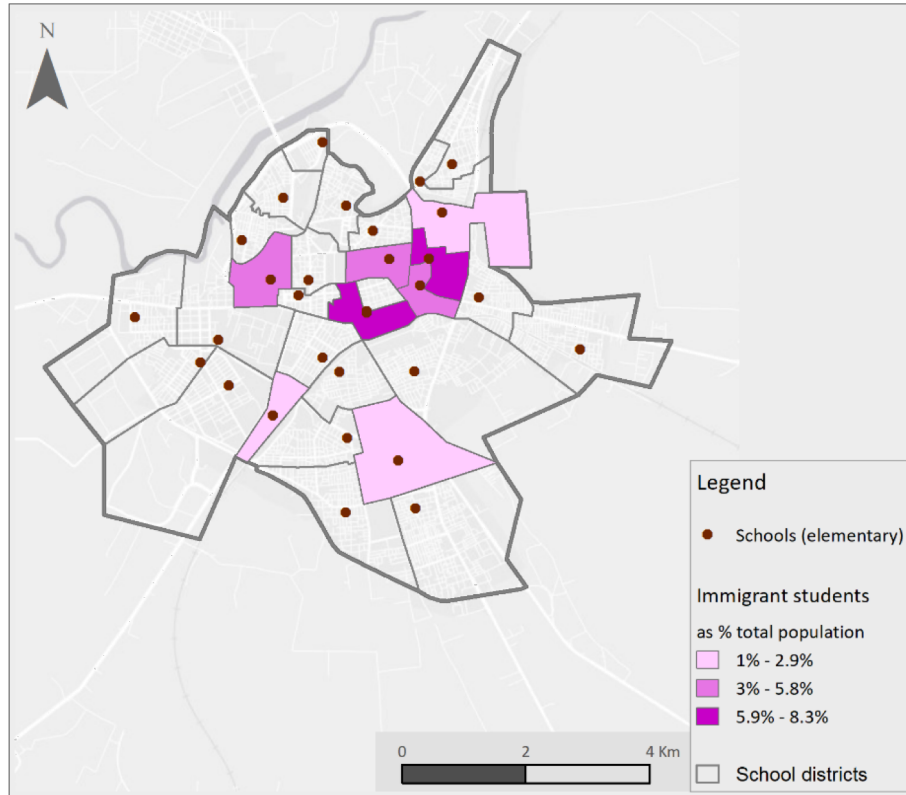 N
Legend
Schools (elementary)
Immigrant students
as % total population
1% - 2.9%
3% - 5.8%
5.9% - 8.3%
School districts
0 2 4 Km